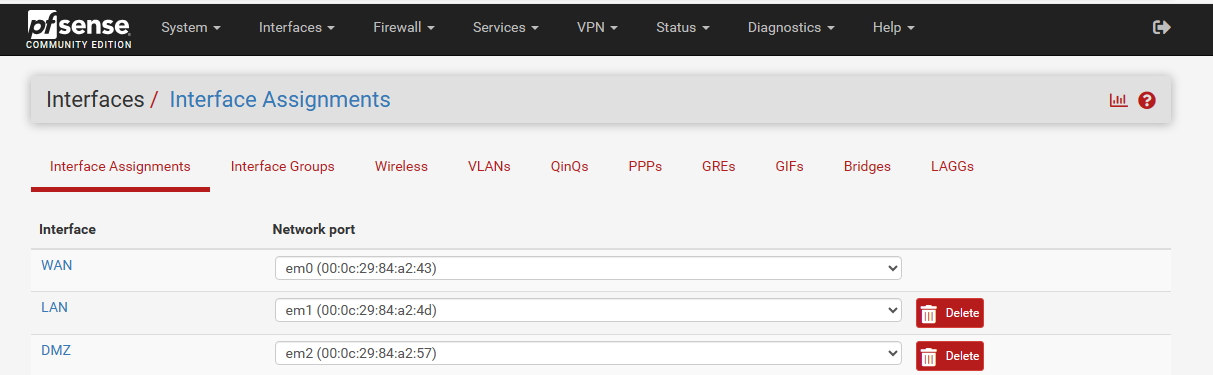 pfsense COMMUNITY EDITION
System Interfaces Firewall Services VPN Status Diagnostics Help
Interfaces / Interface Assignments
Interface Assignments Interface Groups Wireless VLANs QinQs PPPs GREs GIFs Bridges LAGGs
Interface Network port
WAN em0 (00:0c:29:84:a2:43)
LAN em1 (00:0c:29:84:a2:4d) Delete
DMZ em2 (00:0c:29:84:a2:57) Delete